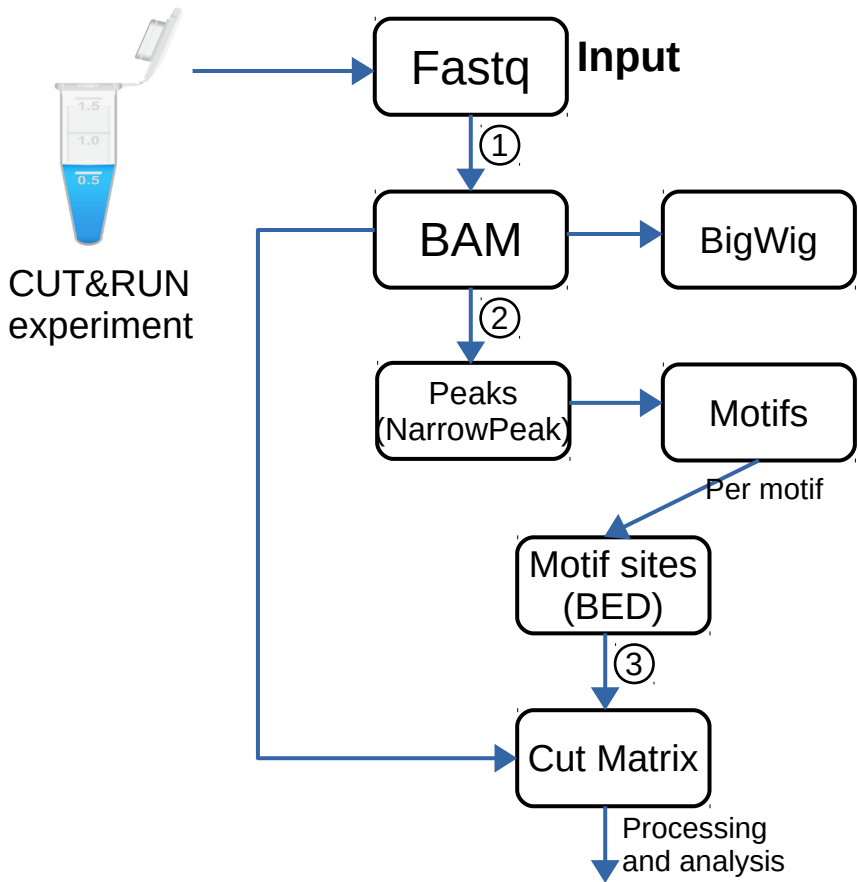 Fastq
Input
1.5
1.0
0.5
①
BAM
BigWig
CUT&RUN
experiment
②
Peaks
(NarrowPeak)
Motifs
Per motif
Motif sites
(BED)
③
Cut Matrix
Processing
and analysis